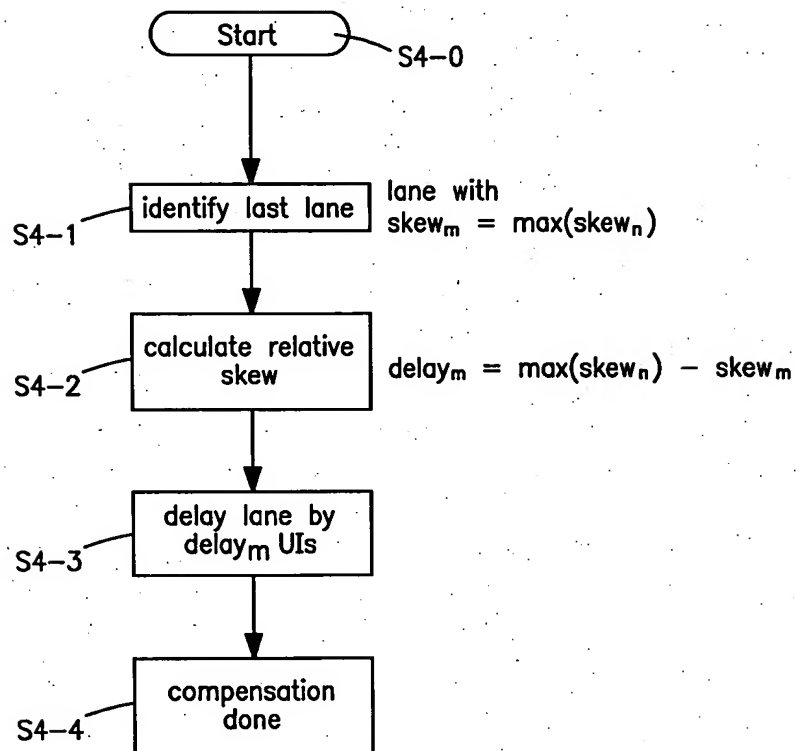 Start
S4-0
identify last lane
lane with
skewm = max(skewn)
S4-1
calculate relative
skew
delaym = max(skewn) - skewm
S4-2
delay lane by
delaym UIs
S4-3
compensation
done
S4-4